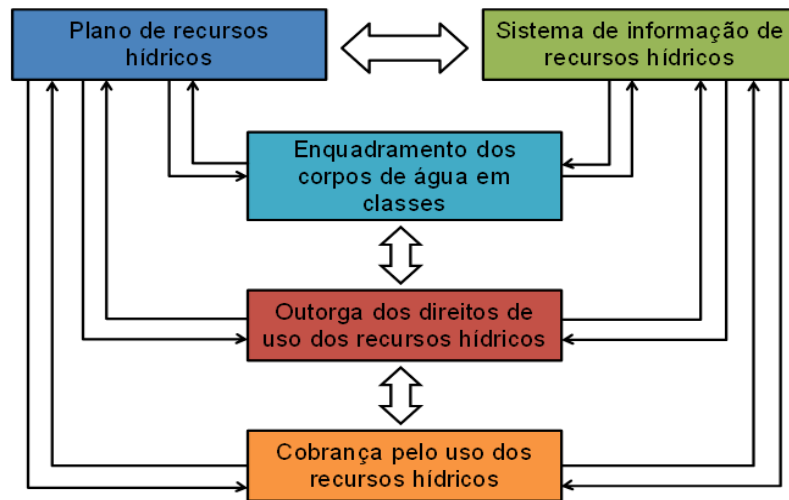 Plano de recursos
hídricos
Sistema de informação de
recursos hídricos
Enquadramento dos
corpos de água em
classes
Outorga dos direitos de
uso dos recursos hídricos
Cobrança pelo uso dos
recursos hídricos